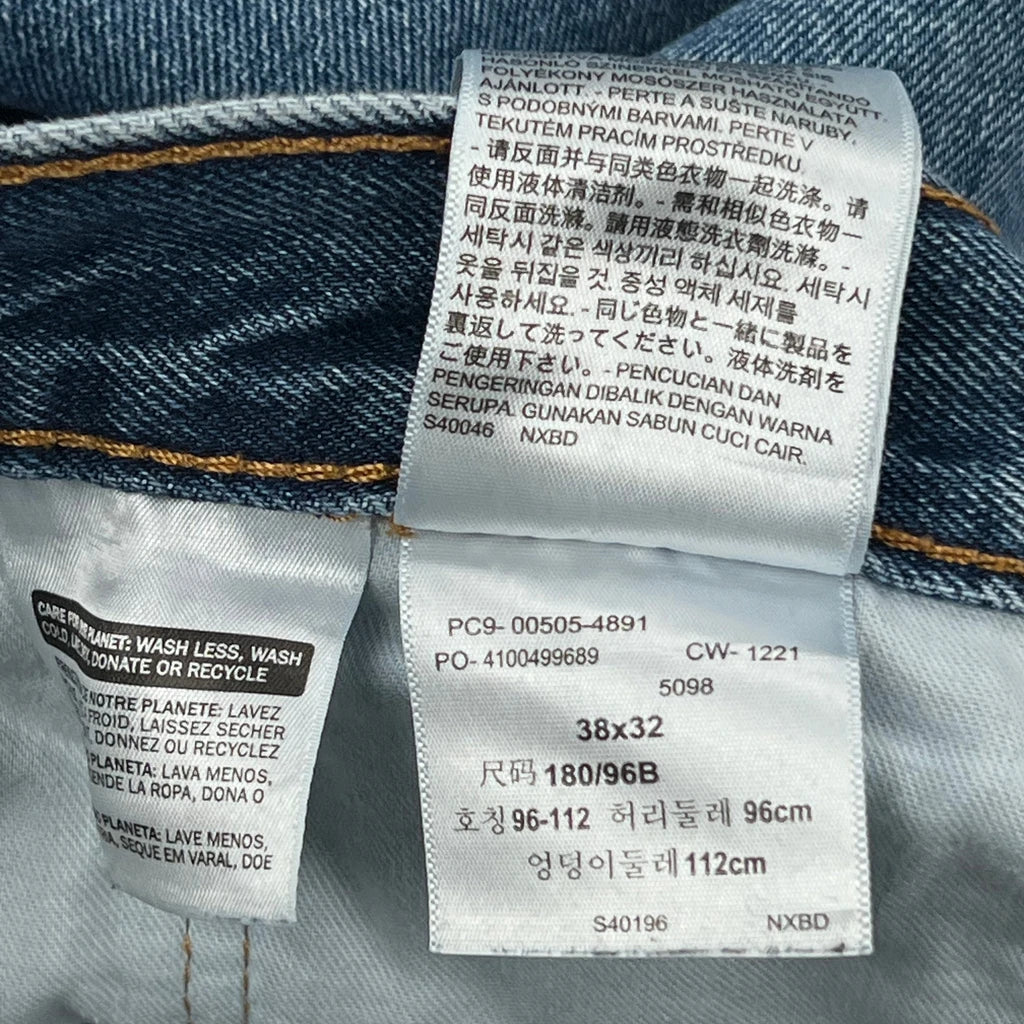 HASONLÓ SZÍNEKKEL MOSHATÓ.
FOLYÉKONY MOSÓSZER HASZNÁLATA
AJÁNLOTT. - PERTE A SUŠTE NARUBY,
S PODOBNÝMI BARVAMI. PERTE V
TEKUTÉM PRACÍM PROSTŘEDKU.
- 请反面并与同类色衣物一起洗涤。请
使用液体清洁剂。- 需和相似色衣物一
同反面洗滌。請用液態洗衣劑洗滌。-
세탁시 같은 색상끼리 하십시요. 세탁시
옷을 뒤집을 것. 중성 액체 세제를
사용하세요. - 同じ色物と一緒に製品を
裏返して洗ってください。液体洗剤を
ご使用下さい。- PENCUCIAN DAN
PENGERINGAN DIBALIK DENGAN WARNA
SERUPA. GUNAKAN SABUN CUCI CAIR.
S40046 NXBD
CARE PLANET: WASH LESS, WASH
COLD, DONATE OR RECYCLE
NOTRE PLANETE: LAVEZ
FROID, LAISSEZ SECHER
DONNEZ OU RECYCLEZ
PLANETA: LAVA MENOS,
LA ROPA, DONA O
PLANETA: LAVE MENOS,
SEQUE EM VARAL, DOE
PC9- 00505-4891
PO- 4100499689 CW- 1221
5098
38x32
尺码 180/96B
호칭 96-112 허리둘레 96cm
엉덩이둘레 112cm
S40196 NXBD